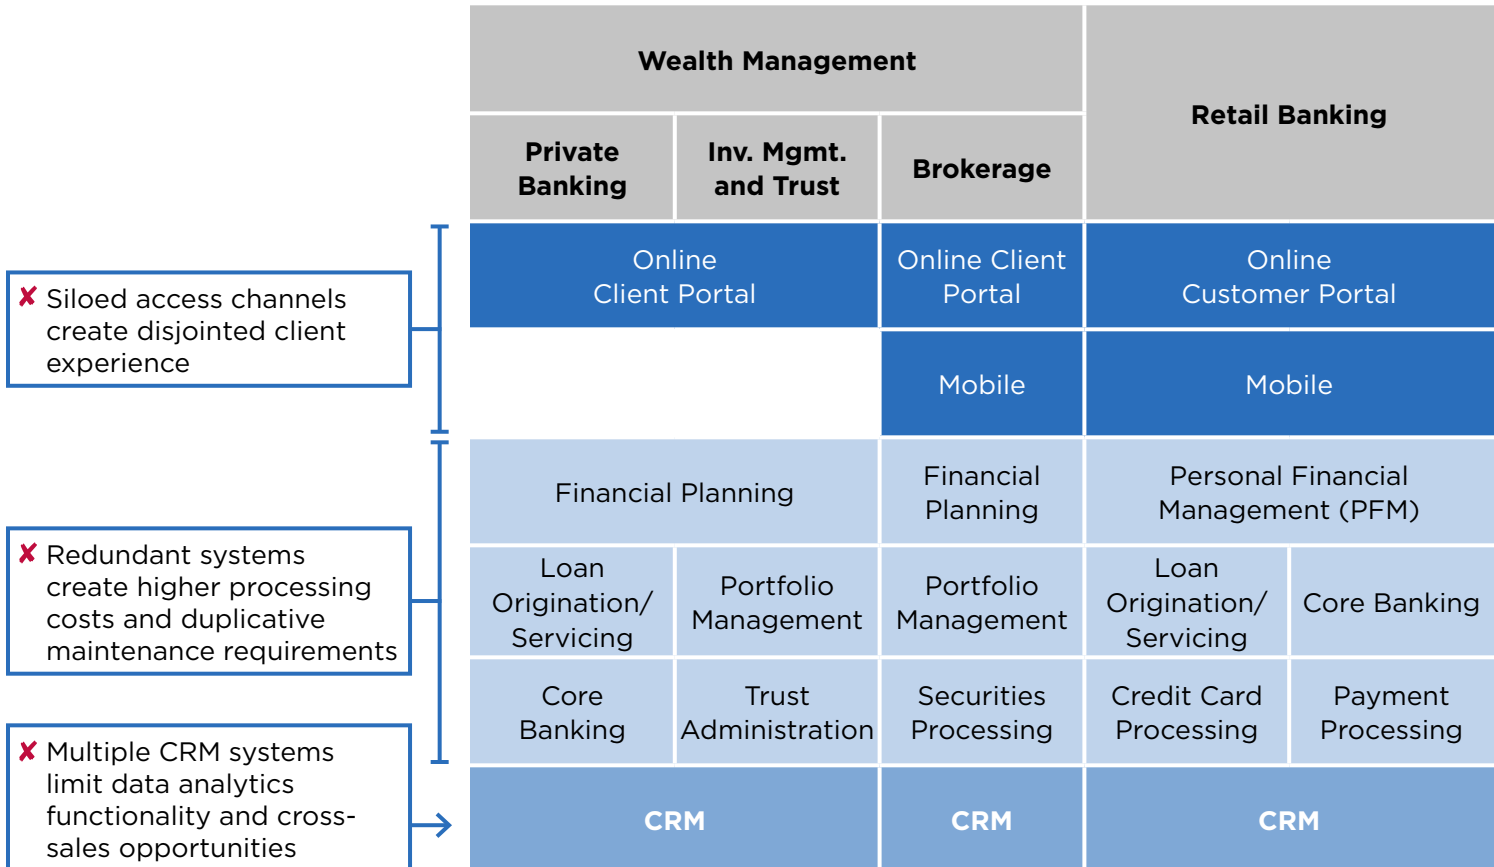 Wealth Management
Retail Banking
Private
Banking
Inv. Mgmt.
and Trust
Brokerage
Online
Client Portal
Online Client
Portal
Online
Customer Portal
✘ Siloed access channels
create disjointed client
experience
Mobile
Mobile
Financial Planning
Financial
Planning
Personal Financial
Management (PFM)
✘ Redundant systems
create higher processing
costs and duplicative
maintenance requirements
Loan
Origination/
Servicing
Portfolio
Management
Portfolio
Management
Loan
Origination/
Servicing
Core Banking
Core
Banking
Trust
Administration
Securities
Processing
Credit Card
Processing
Payment
Processing
✘ Multiple CRM systems
limit data analytics
functionality and cross-
sales opportunities
CRM
CRM
CRM